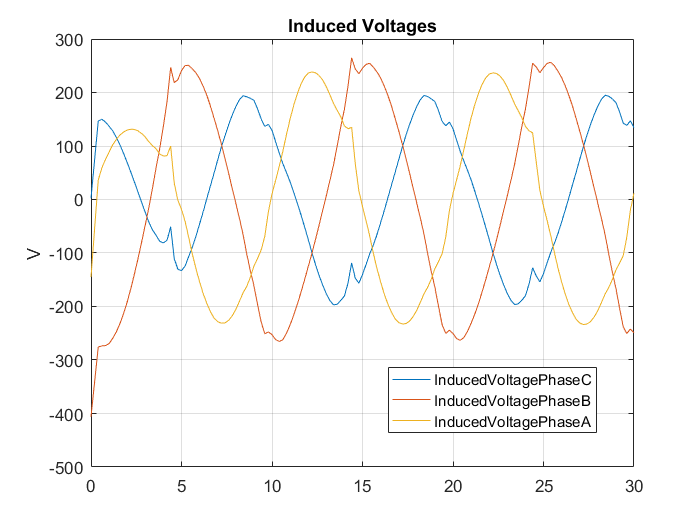 Induced Voltages
300
200
100
0
-100
-200
-300
-400
-500
V
InducedVoltagePhaseC
InducedVoltagePhaseB
InducedVoltagePhaseA
0 5 10 15 20 25 30